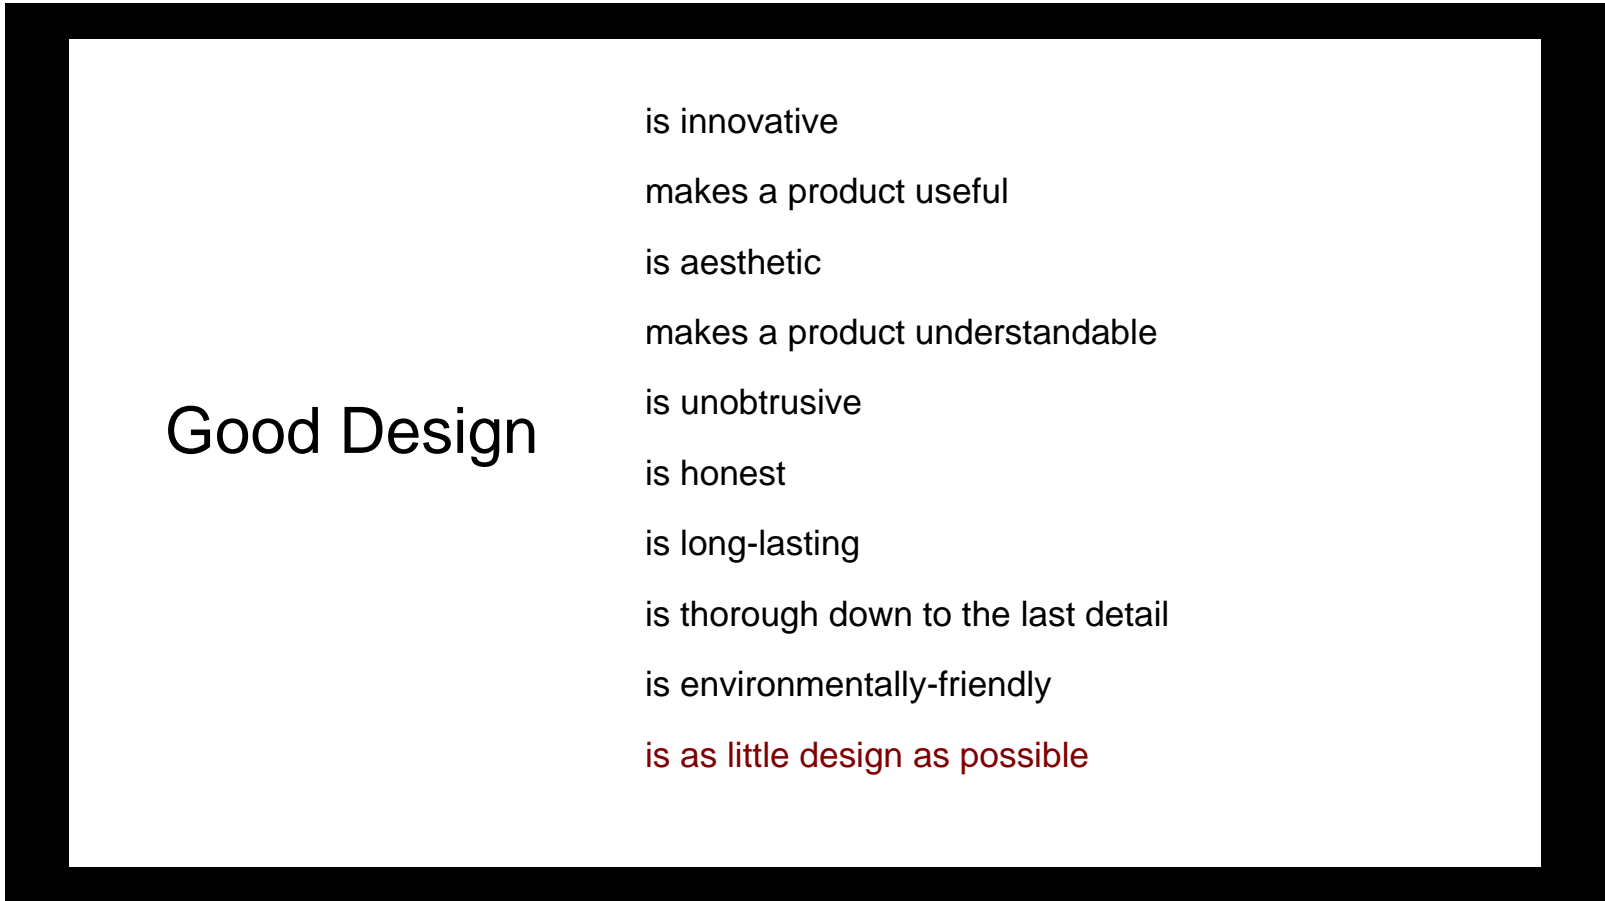 Good Design
is innovative
makes a product useful
is aesthetic
makes a product understandable
is unobtrusive
is honest
is long-lasting
is thorough down to the last detail
is environmentally-friendly
is as little design as possible